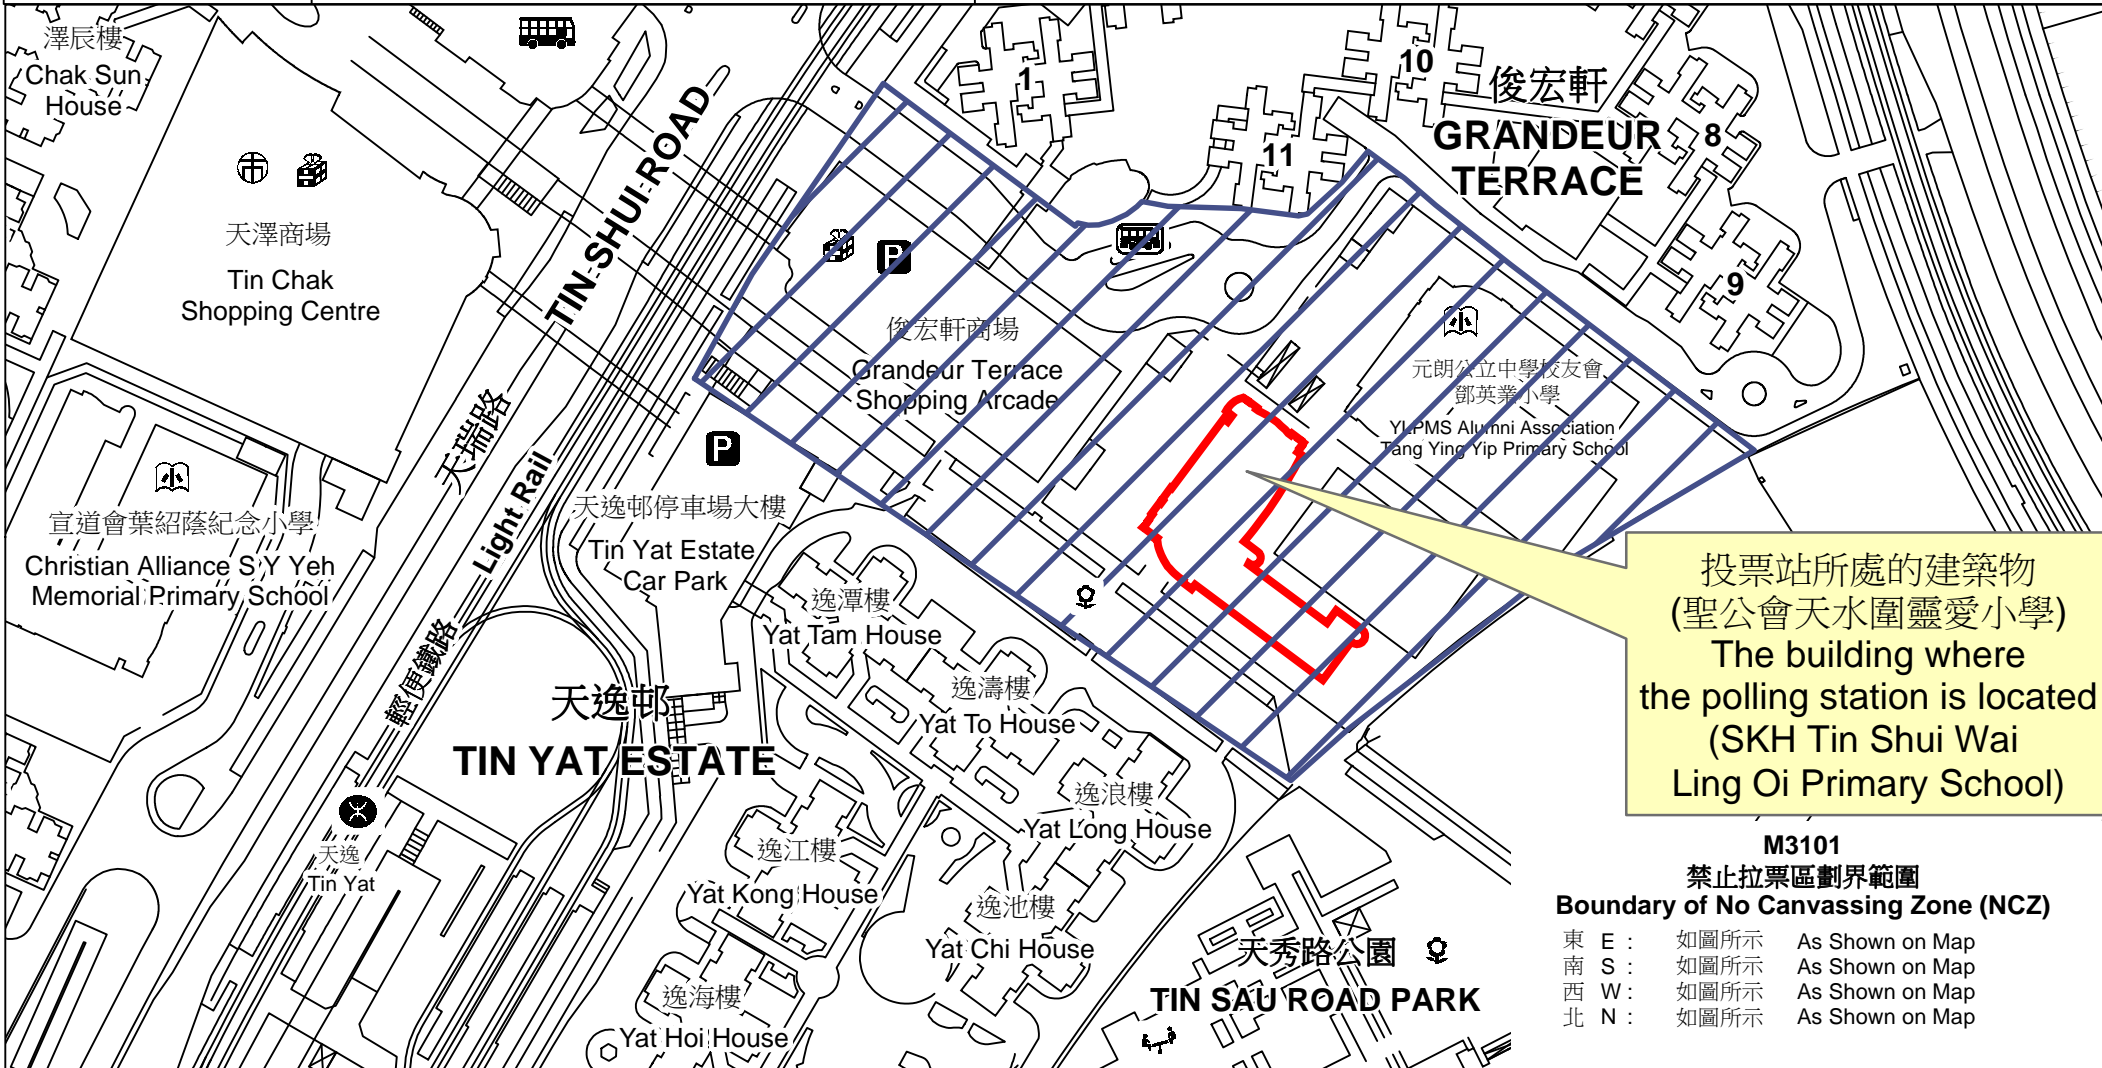 澤辰樓
Chak Sun
House
天澤商場
Tin Chak
Shopping Centre
TIN SHUI ROAD
天瑞路
Light Rail
輕便鐵路
宣道會葉紹蔭紀念小學
Christian Alliance S Y Yeh
Memorial Primary School
天逸
Tin Yat
1
10
11
俊宏軒
GRANDEUR
TERRACE
8
9
P
俊宏軒商場
Grandeur Terrace
Shopping Arcade
小
元朗公立中學校友會
鄧英業小學
YLPMS Alumni Association
Tang Ying Yip Primary School
P
天逸邨停車場大樓
Tin Yat Estate
Car Park
天逸邨
TIN YAT ESTATE
逸潭樓
Yat Tam House
逸濤樓
Yat To House
逸浪樓
Yat Long House
逸江樓
Yat Kong House
逸池樓
Yat Chi House
逸海樓
Yat Hoi House
天秀路公園
TIN SAU ROAD PARK
小
投票站所處的建築物
(聖公會天水圍靈愛小學)
The building where
the polling station is located
(SKH Tin Shui Wai
Ling Oi Primary School)
M3101
禁止拉票區劃界範圍
Boundary of No Canvassing Zone (NCZ)
東 E : 如圖所示 As Shown on Map
南 S : 如圖所示 As Shown on Map
西 W : 如圖所示 As Shown on Map
北 N : 如圖所示 As Shown on Map